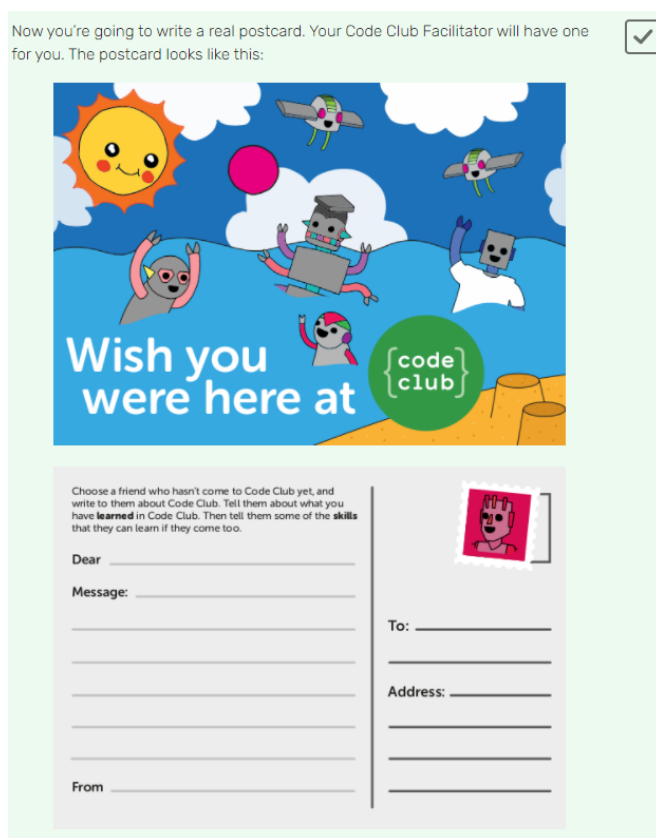 Now you're going to write a real postcard. Your Code Club Facilitator will have one
for you. The postcard looks like this:
Wish you
were here at
{code
club}
Choose a friend who hasn't come to Code Club yet, and
write to them about Code Club. Tell them about what you
have learned in Code Club. Then tell them some of the skills
that they can learn if they come too.
Dear
Message:
From
To:
Address: